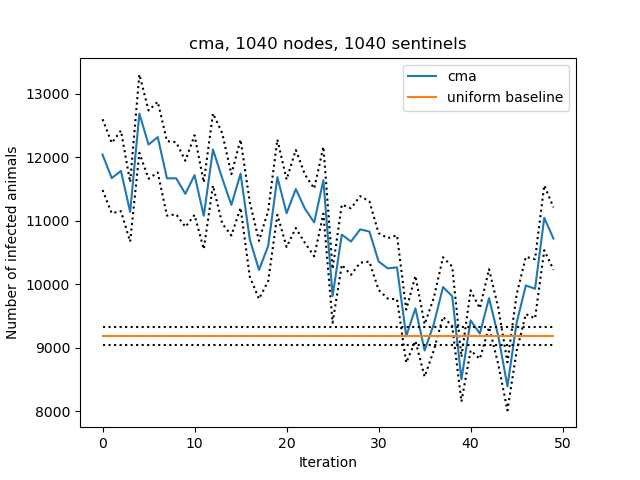 cma, 1040 nodes, 1040 sentinels
cma
uniform baseline
Number of infected animals
13000
12000
11000
10000
9000
8000
0 10 20 30 40 50
Iteration